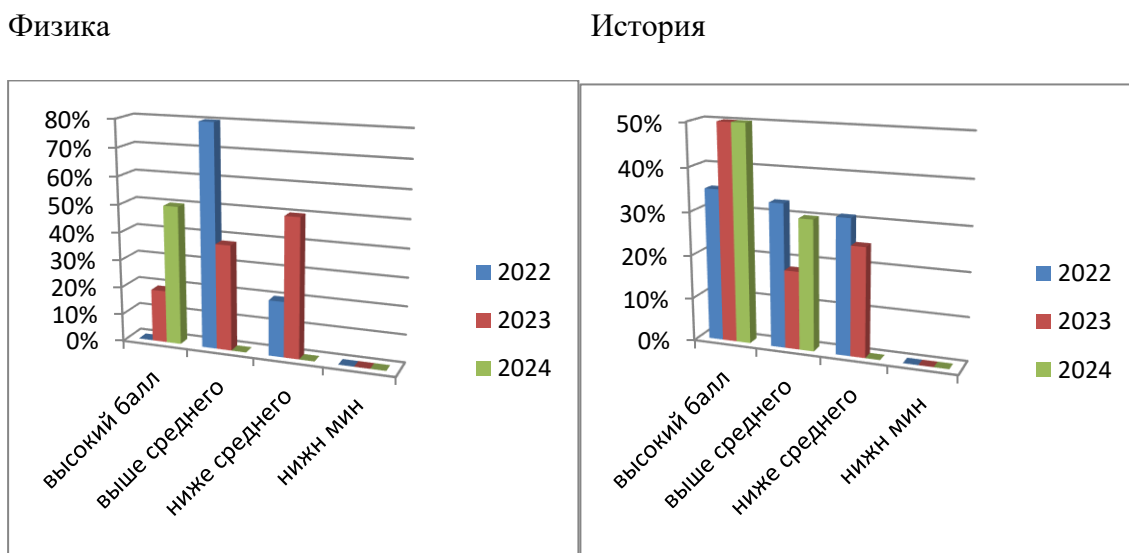 Физика
История
80%
70%
60%
50%
40%
30%
20%
10%
0%
высокий балл
выше среднего
ниже среднего
нижн мин
2022
2023
2024
50%
40%
30%
20%
10%
0%
высокий балл
выше среднего
ниже среднего
нижн мин
2022
2023
2024